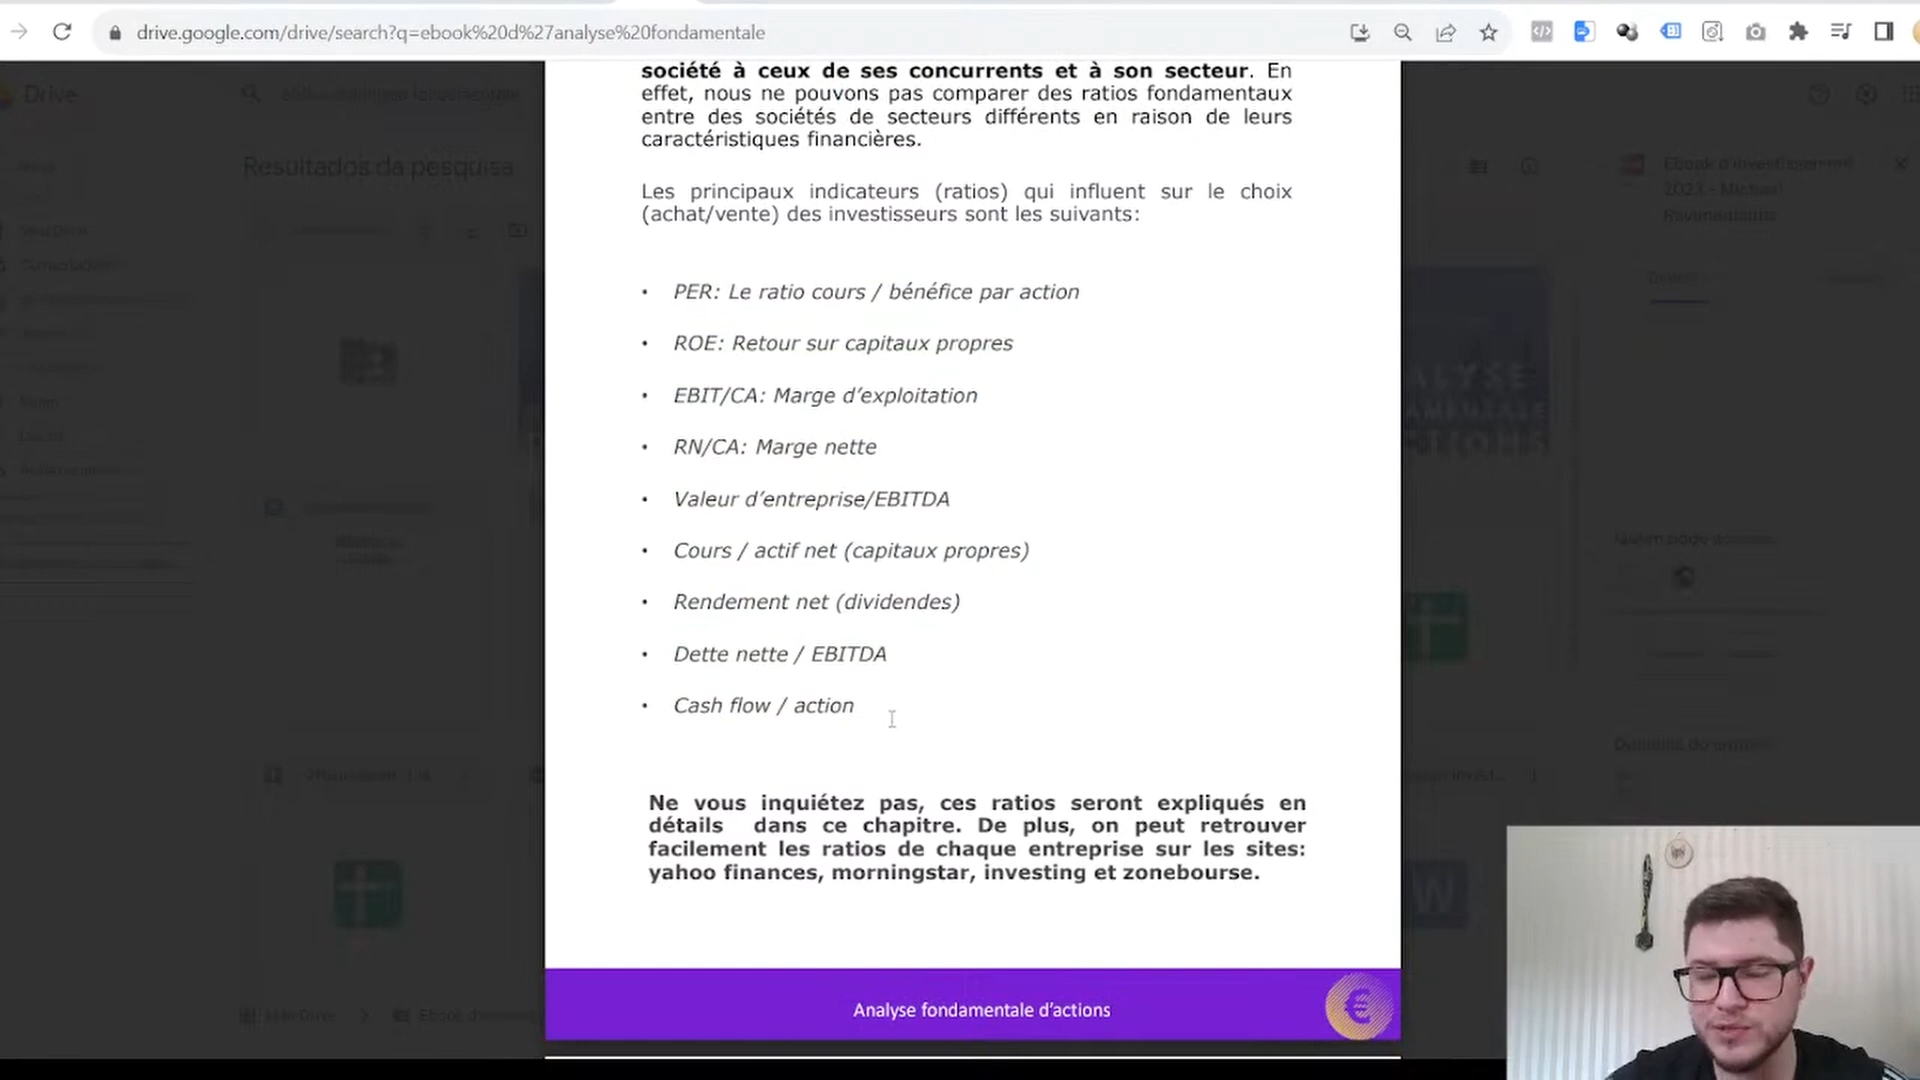 drive.google.com/drive/search?q=ebook%20d%27analyse%20fondamentale
Drive
Resultados da pesquisa
société à ceux de ses concurrents et à son secteur. En
effet, nous ne pouvons pas comparer des ratios fondamentaux
entre des sociétés de secteurs différents en raison de leurs
caractéristiques financières.
Les principaux indicateurs (ratios) qui influent sur le choix
(achat/vente) des investisseurs sont les suivants:
• PER: Le ratio cours / bénéfice par action
• ROE: Retour sur capitaux propres
• EBIT/CA: Marge d’exploitation
• RN/CA: Marge nette
• Valeur d’entreprise/EBITDA
• Cours / actif net (capitaux propres)
• Rendement net (dividendes)
• Dette nette / EBITDA
• Cash flow / action
Ne vous inquiétez pas, ces ratios seront expliqués en
détails dans ce chapitre. De plus, on peut retrouver
facilement les ratios de chaque entreprise sur les sites:
yahoo finances, morningstar, investing et zonebourse.
Analyse fondamentale d’actions
€